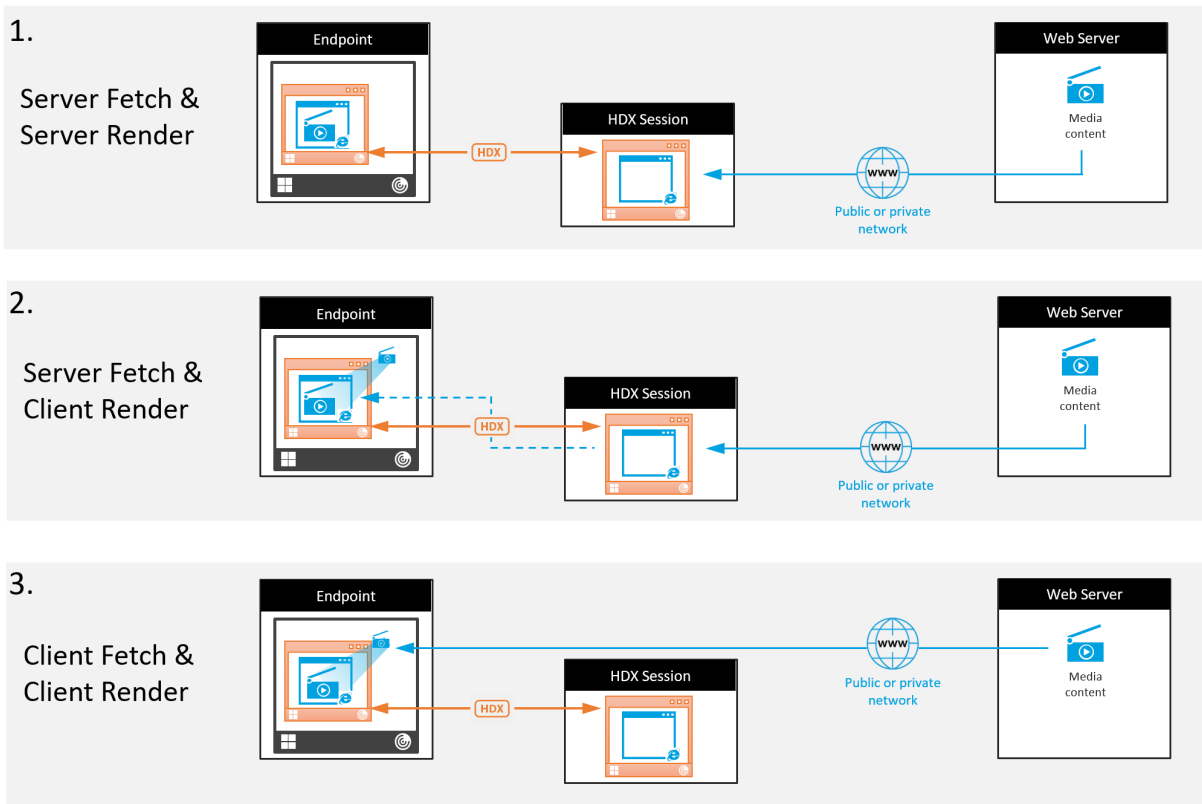 1.
Server Fetch &
Server Render
Endpoint
HDX
HDX Session
www
Public or private
network
Web Server
Media
content
2.
Server Fetch &
Client Render
Endpoint
HDX
HDX Session
www
Public or private
network
Web Server
Media
content
3.
Client Fetch &
Client Render
Endpoint
HDX
HDX Session
www
Public or private
network
Web Server
Media
content